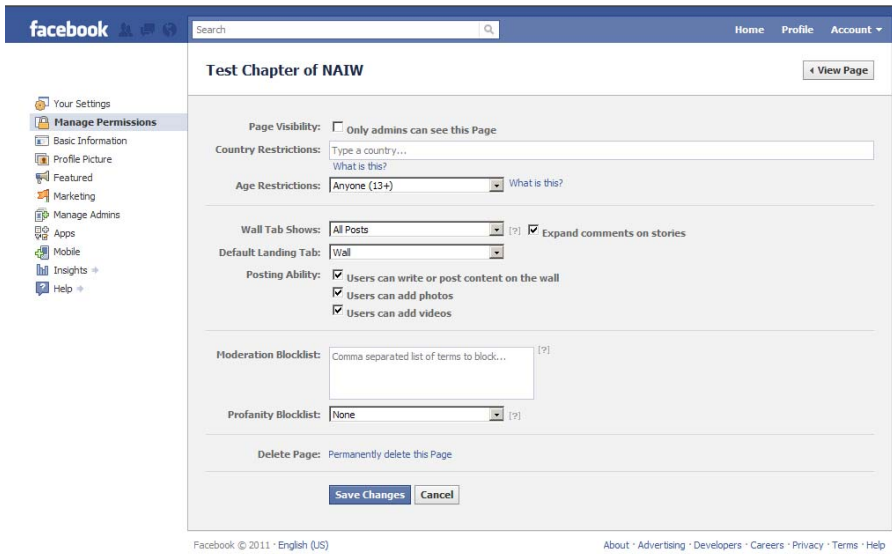 facebook Search Home Profile Account
Test Chapter of NAIW View Page
Your Settings
Manage Permissions
Basic Information
Profile Picture
Featured
Marketing
Manage Admins
Apps
Mobile
Insights
Help
Page Visibility: Only admins can see this Page
Country Restrictions: Type a country...
What is this?
Age Restrictions: Anyone (13+) What is this?
Wall Tab Shows: All Posts [?] Expand comments on stories
Default Landing Tab: Wall
Posting Ability: Users can write or post content on the wall
Users can add photos
Users can add videos
Moderation Blocklist: Comma separated list of terms to block... [?]
Profanity Blocklist: None [?]
Delete Page: Permanently delete this Page
Save Changes Cancel
Facebook © 2011 · English (US) About · Advertising · Developers · Careers · Privacy · Terms · Help